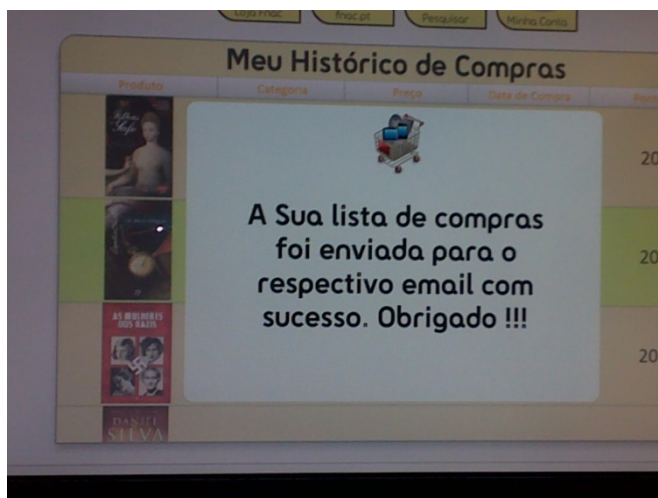 Loja Fnac
fnac.pt
Pesquisar
Minha Conta
Meu Histórico de Compras
Produto
Categoria
Preço
Data de Compra
A Sua lista de compras
foi enviada para o
respectivo email com
sucesso. Obrigado !!!
20
20
20
AS MULHERES
DOS NAZIS
DANIEL
SILVA